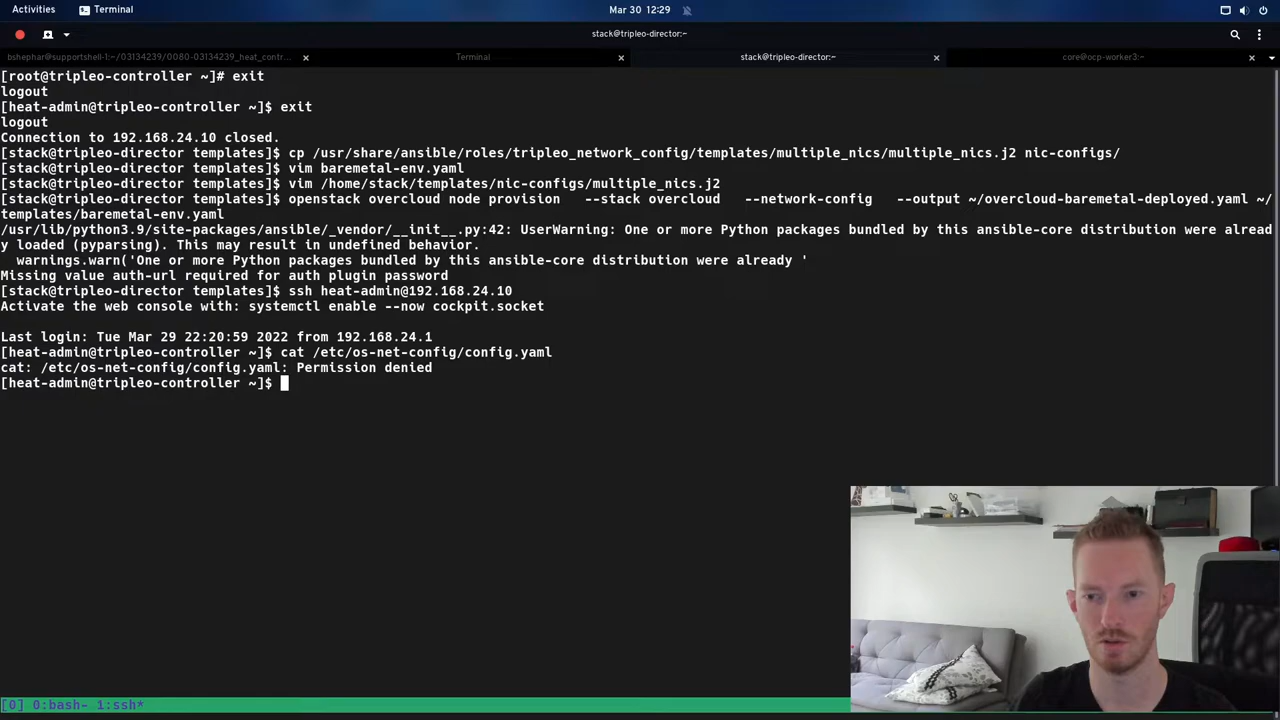 Activities
Terminal
Mar 30 12:29
stack@tripleo-director:~
bshephar@supportshell-1:~/03134239/0080-03134239_heat_contr...
Terminal
stack@tripleo-director:~
core@ocp-worker3:~
[root@tripleo-controller ~]# exit
logout
[heat-admin@tripleo-controller ~]$ exit
logout
Connection to 192.168.24.10 closed.
[stack@tripleo-director templates]$ cp /usr/share/ansible/roles/tripleo_network_config/templates/multiple_nics/multiple_nics.j2 nic-configs/
[stack@tripleo-director templates]$ vim baremetal-env.yaml
[stack@tripleo-director templates]$ vim /home/stack/templates/nic-configs/multiple_nics.j2
[stack@tripleo-director templates]$ openstack overcloud node provision   --stack overcloud   --network-config   --output ~/overcloud-baremetal-deployed.yaml ~/
templates/baremetal-env.yaml
/usr/lib/python3.9/site-packages/ansible/_vendor/__init__.py:42: UserWarning: One or more Python packages bundled by this ansible-core distribution were alread
y loaded (pyparsing). This may result in undefined behavior.
  warnings.warn('One or more Python packages bundled by this ansible-core distribution were already '
Missing value auth-url required for auth plugin password
[stack@tripleo-director templates]$ ssh heat-admin@192.168.24.10
Activate the web console with: systemctl enable --now cockpit.socket
Last login: Tue Mar 29 22:20:59 2022 from 192.168.24.1
[heat-admin@tripleo-controller ~]$ cat /etc/os-net-config/config.yaml
cat: /etc/os-net-config/config.yaml: Permission denied
[heat-admin@tripleo-controller ~]$
[0] 0:bash- 1:ssh*